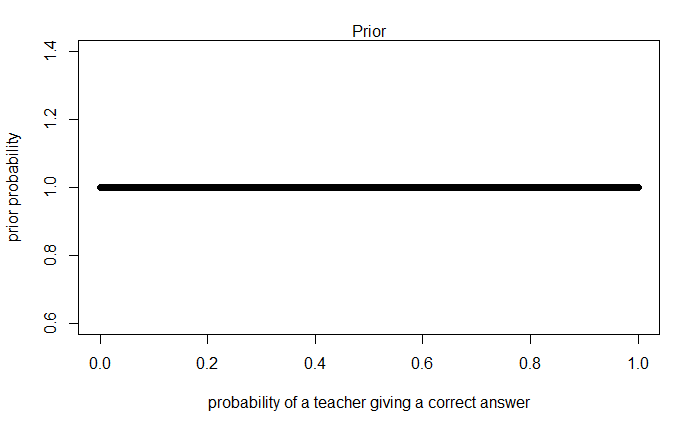 Prior
prior probability
1.4
1.2
1.0
0.8
0.6
0.0 0.2 0.4 0.6 0.8 1.0
probability of a teacher giving a correct answer